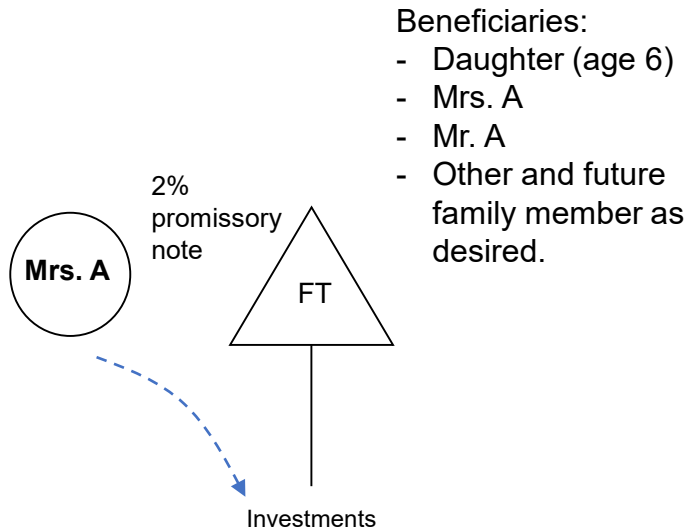 Beneficiaries:
- Daughter (age 6)
- Mrs. A
- Mr. A
- Other and future
family member as
desired.
2%
promissory
note
Mrs. A
FT
Investments